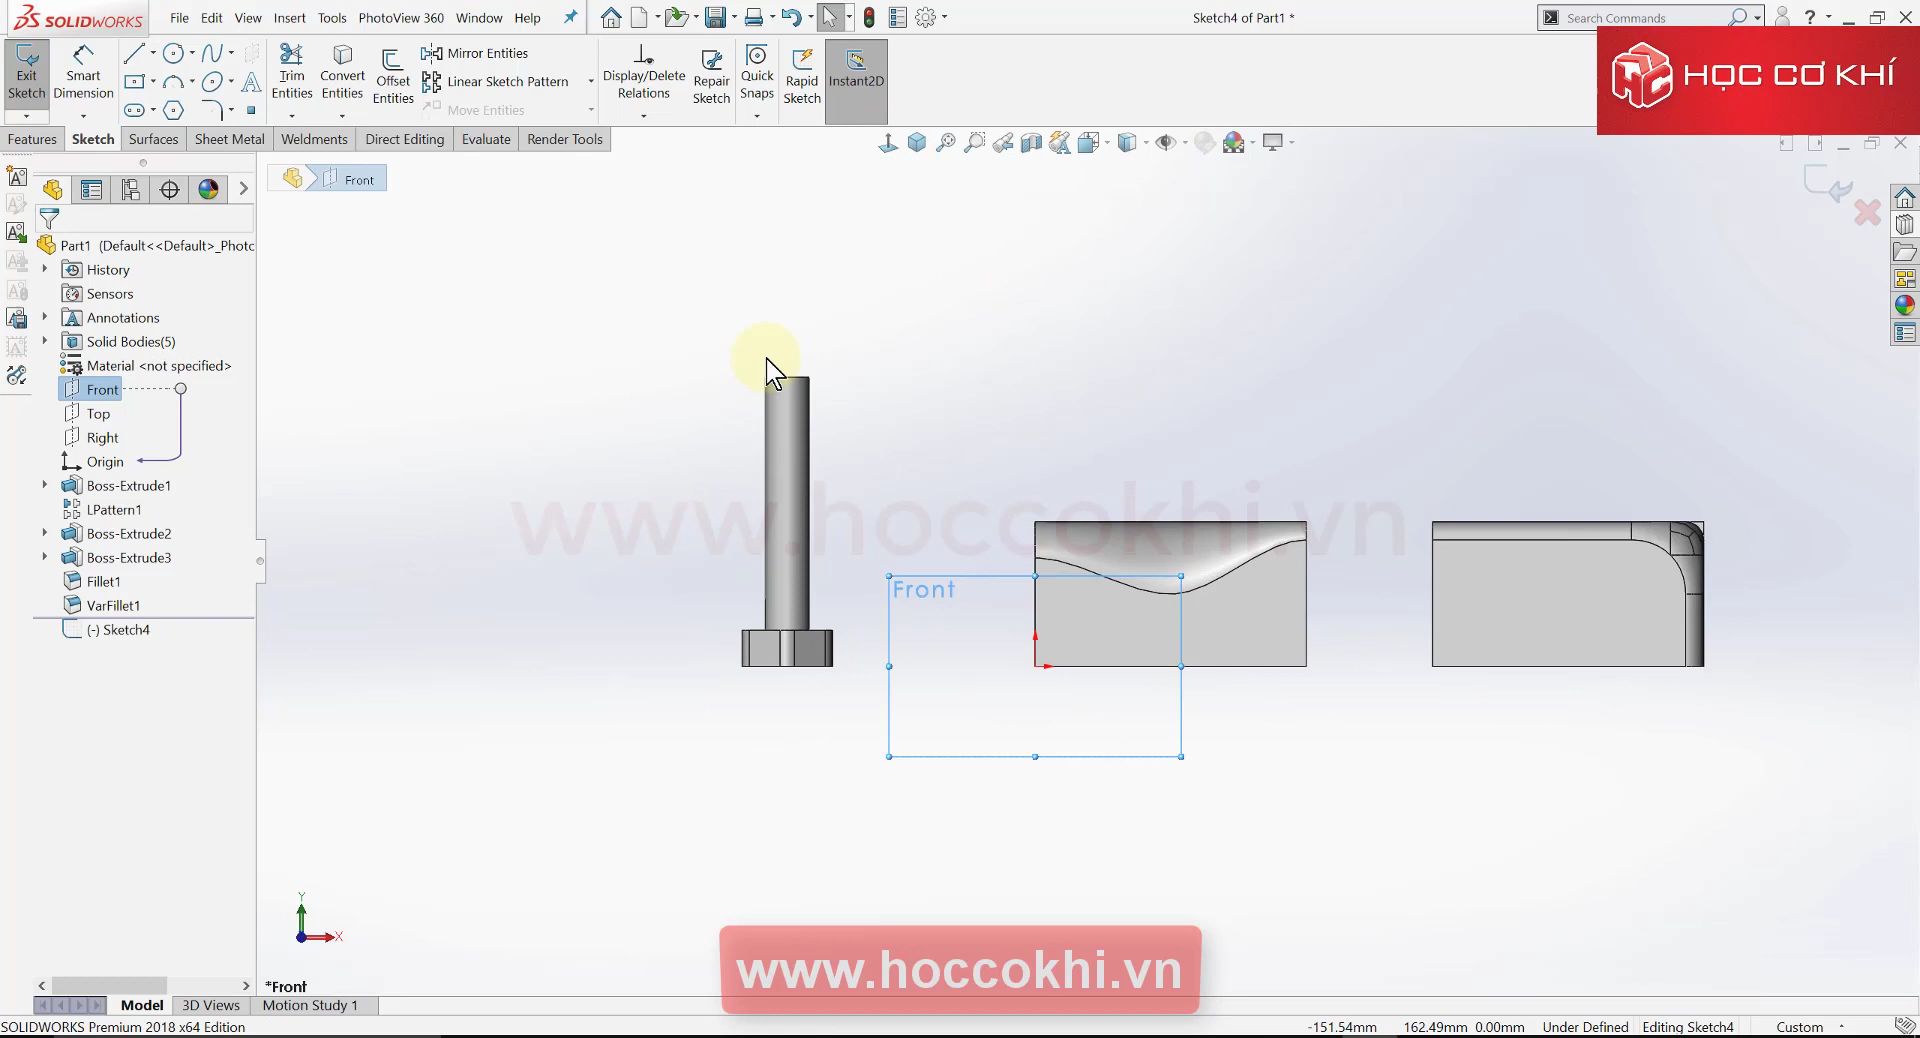 SOLIDWORKS
File Edit View Insert Tools PhotoView 360 Window Help
Sketch4 of Part1 *
Search Commands
HỌC CƠ KHÍ
Exit Sketch
Smart Dimension
Trim Entities
Convert Entities
Offset Entities
Mirror Entities
Linear Sketch Pattern
Move Entities
Display/Delete Relations
Repair Sketch
Quick Snaps
Rapid Sketch
Instant2D
Features Sketch Surfaces Sheet Metal Weldments Direct Editing Evaluate Render Tools
Front
Part1 (Default<<Default>_Photo
History
Sensors
Annotations
Solid Bodies(5)
Material <not specified>
Front
Top
Right
Origin
Boss-Extrude1
LPattern1
Boss-Extrude2
Boss-Extrude3
Fillet1
VarFillet1
(-) Sketch4
www.hoccokhi.vn
Front
Y
X
www.hoccokhi.vn
*Front
Model 3D Views Motion Study 1
SOLIDWORKS Premium 2018 x64 Edition
-151.54mm 162.49mm 0.00mm Under Defined Editing Sketch4 Custom